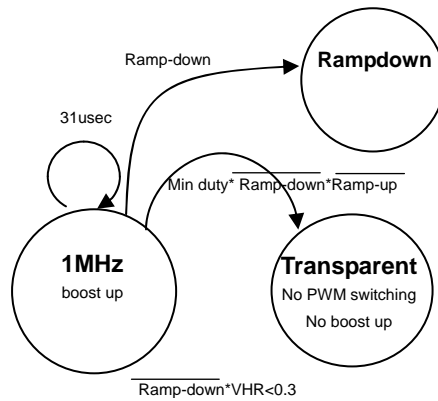 Rampdown
Ramp-down
31usec
Min duty* Ramp-down*Ramp-up
1MHz
boost up
Transparent
No PWM switching
No boost up
Ramp-down*VHR<0.3